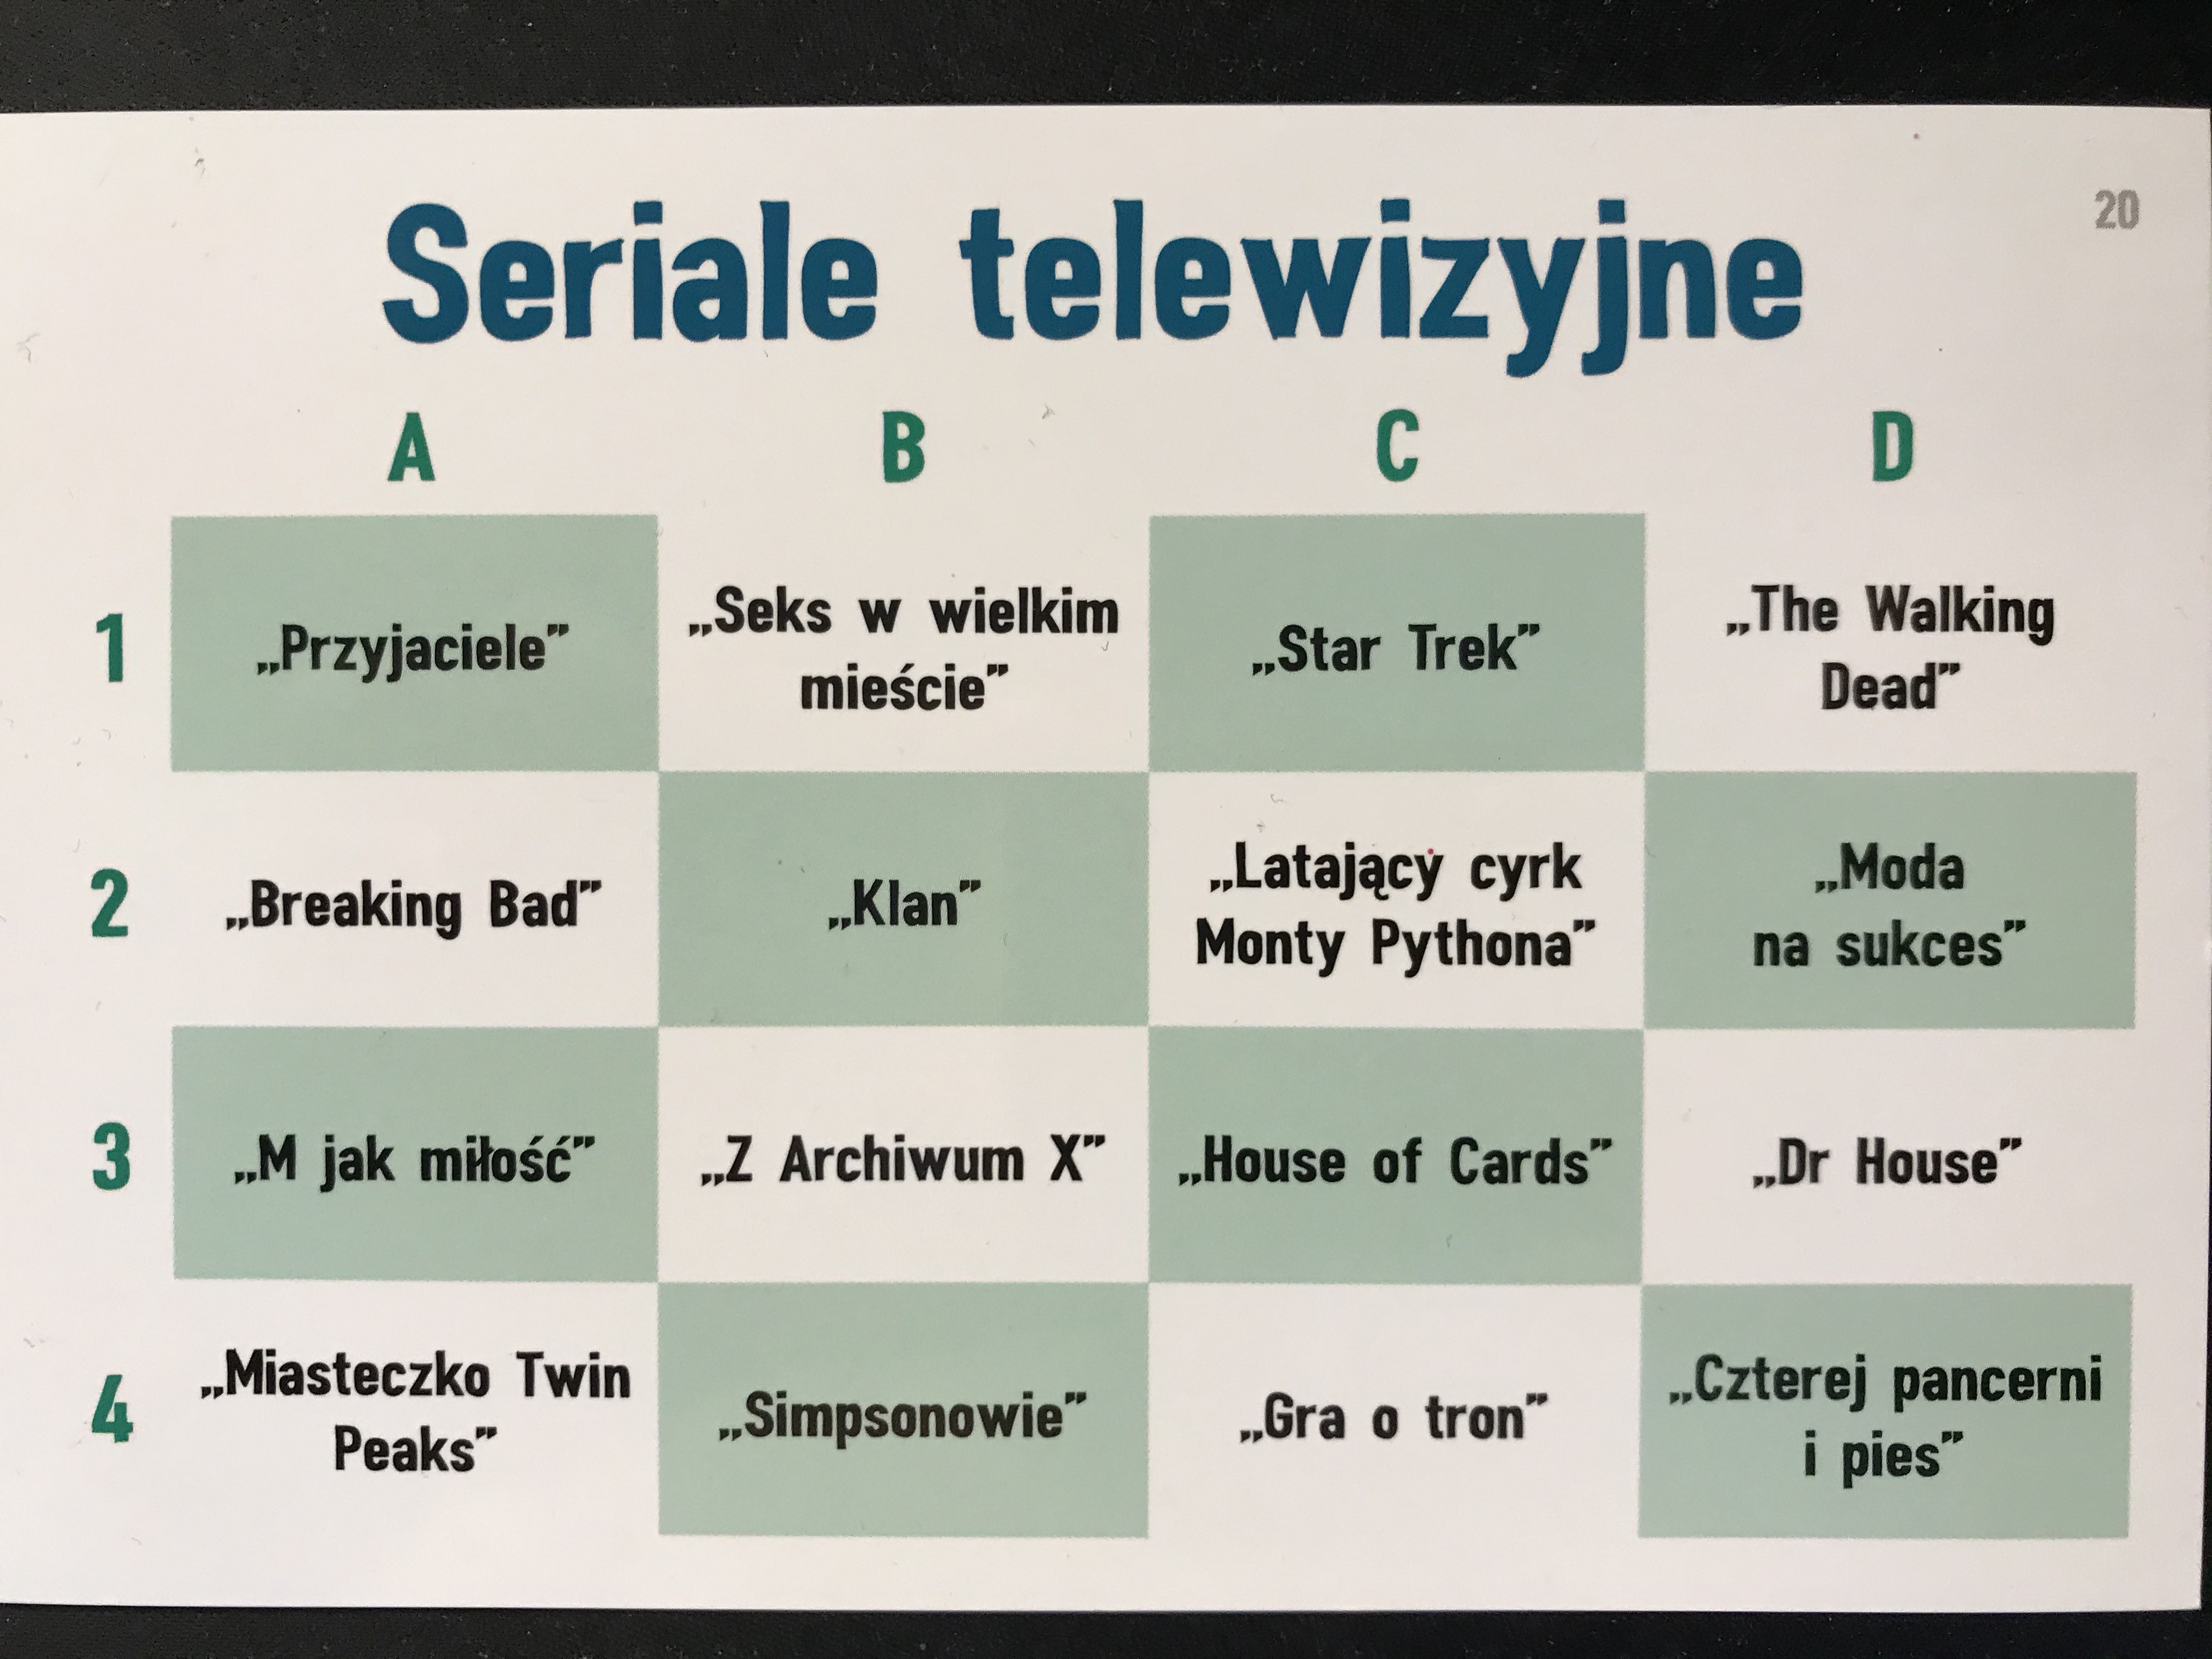 20
Seriale telewizyjne
A B C D
1 „Przyjaciele” „Seks w wielkim mieście” „Star Trek” „The Walking Dead”
2 „Breaking Bad” „Klan” „Latający cyrk Monty Pythona” „Moda na sukces”
3 „M jak miłość” „Z Archiwum X” „House of Cards” „Dr House”
4 „Miasteczko Twin Peaks” „Simpsonowie” „Gra o tron” „Czterej pancerni i pies”